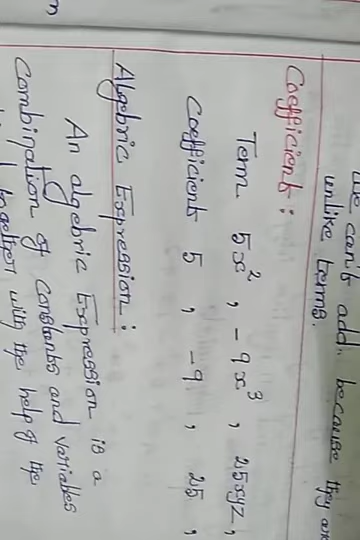 We can't add. because they are
unlike terms.
Coefficients:
Term 5x², -9x³, 25xyz,
Coefficients 5, -9, 25,
Algebric Expression:
An algebric Expression is a
Combination of Constants and variables
together with the help of the